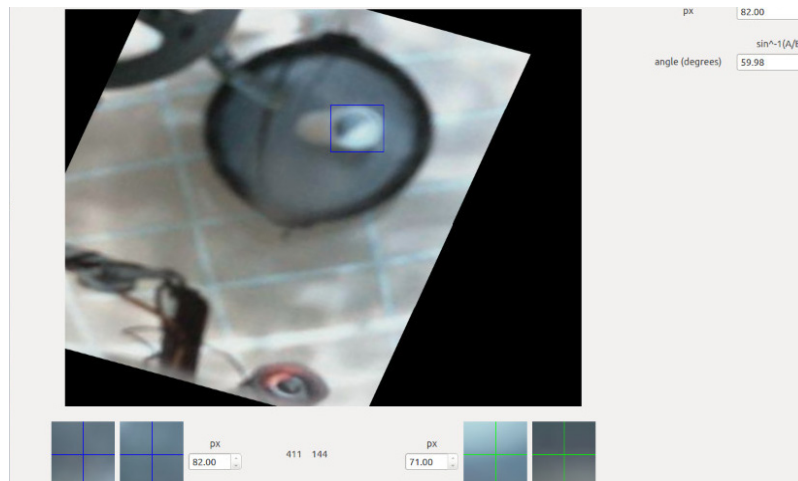 px 82.00
sin^-1(A/
angle (degrees) 59.98
px px
82.00 411 144 71.00